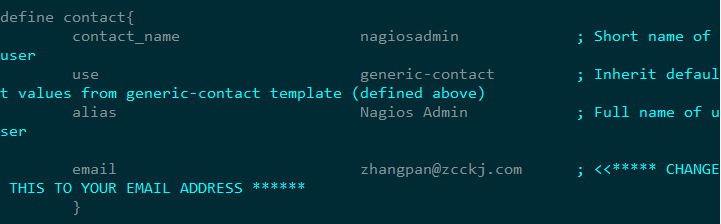 define contact{
contact_name nagiosadmin ; Short name of
user
use generic-contact ; Inherit defaul
t values from generic-contact template (defined above)
alias Nagios Admin ; Full name of u
ser
email zhangpan@zcckj.com ; <<***** CHANGE
THIS TO YOUR EMAIL ADDRESS ******
}